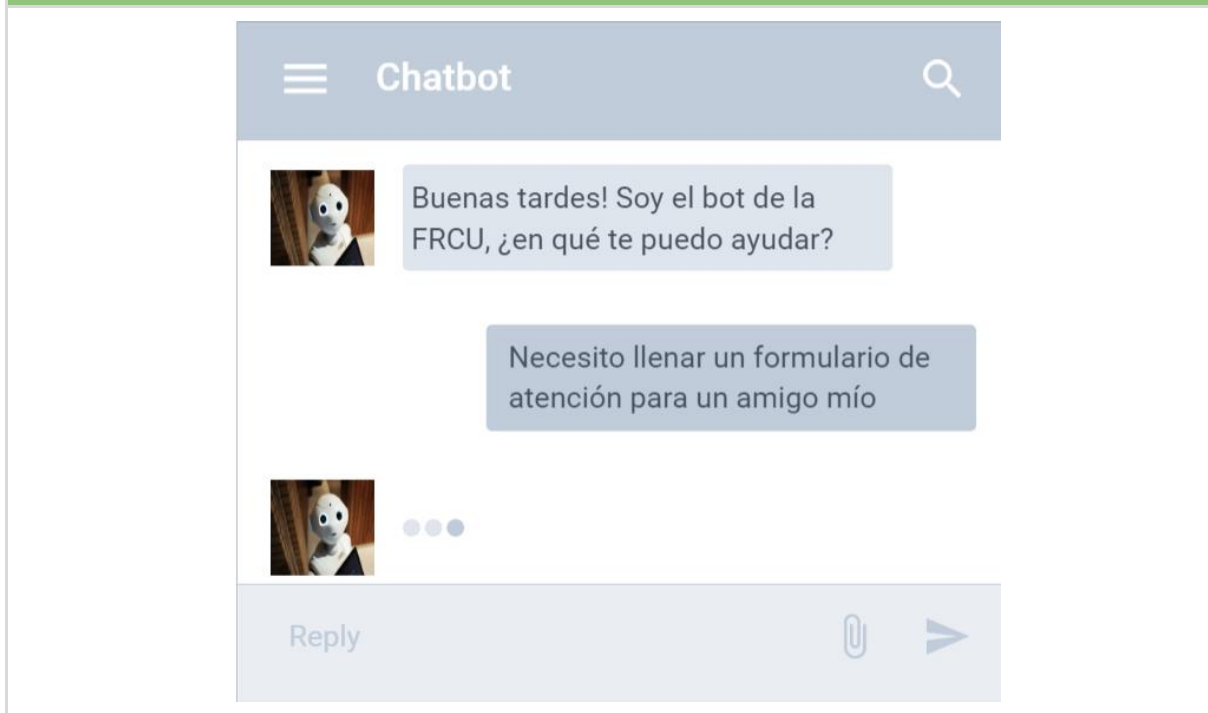 Chatbot
Buenas tardes! Soy el bot de la
FRCU, ¿en qué te puedo ayudar?
Necesito llenar un formulario de
atención para un amigo mío
Reply